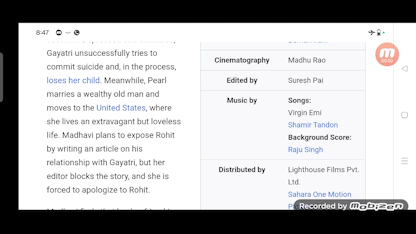 8:47
Gayatri unsuccessfully tries to
commit suicide and, in the process,
loses her child. Meanwhile, Pearl
marries a wealthy old man and
moves to the United States, where
she lives an extravagant but loveless
life. Madhavi plans to expose Rohit
by writing an article on his
relationship with Gayatri, but her
editor blocks the story, and she is
forced to apologize to Rohit.
Cinematography Madhu Rao
Edited by Suresh Pai
Music by Songs:
Virgin Emi
Shamir Tandon
Background Score:
Raju Singh
Distributed by Lighthouse Films Pvt.
Ltd.
Sahara One Motion
Recorded by Mobizen